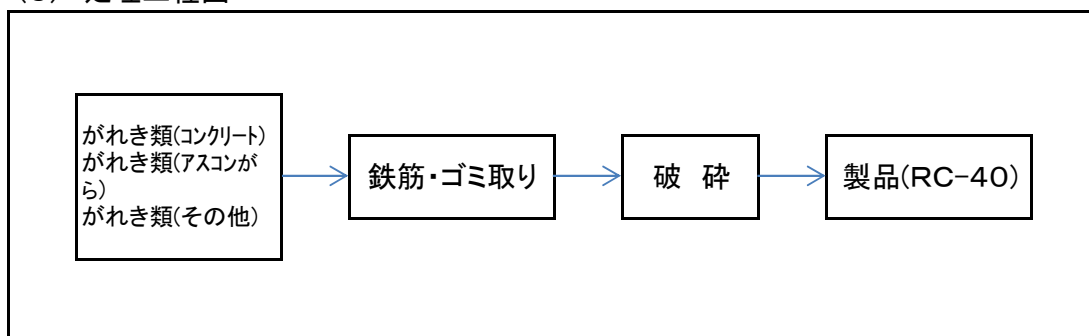 がれき類(コンクリート)
がれき類(アスコンが
ら)
がれき類(その他)
鉄筋・ゴミ取り
破 砕
製品(RC-40)